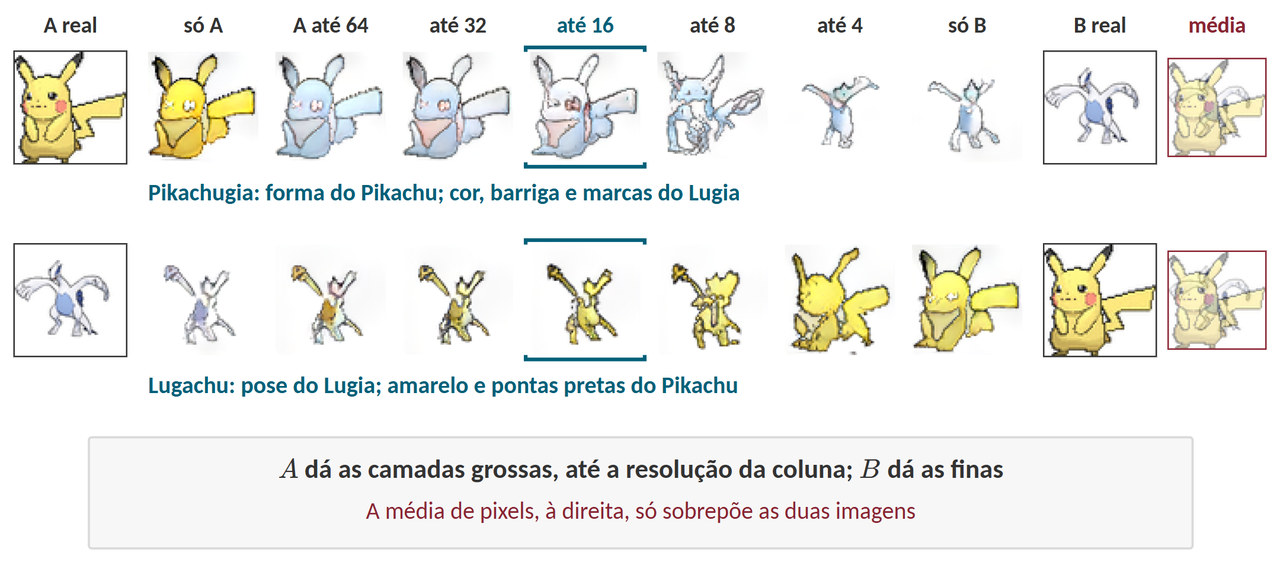 A real só A A até 64 até 32 até 16 até 8 até 4 só B B real média
Pikachugia: forma do Pikachu; cor, barriga e marcas do Lugia
Lugachu: pose do Lugia; amarelo e pontas pretas do Pikachu
A dá as camadas grossas, até a resolução da coluna; B dá as finas
A média de pixels, à direita, só sobrepõe as duas imagens